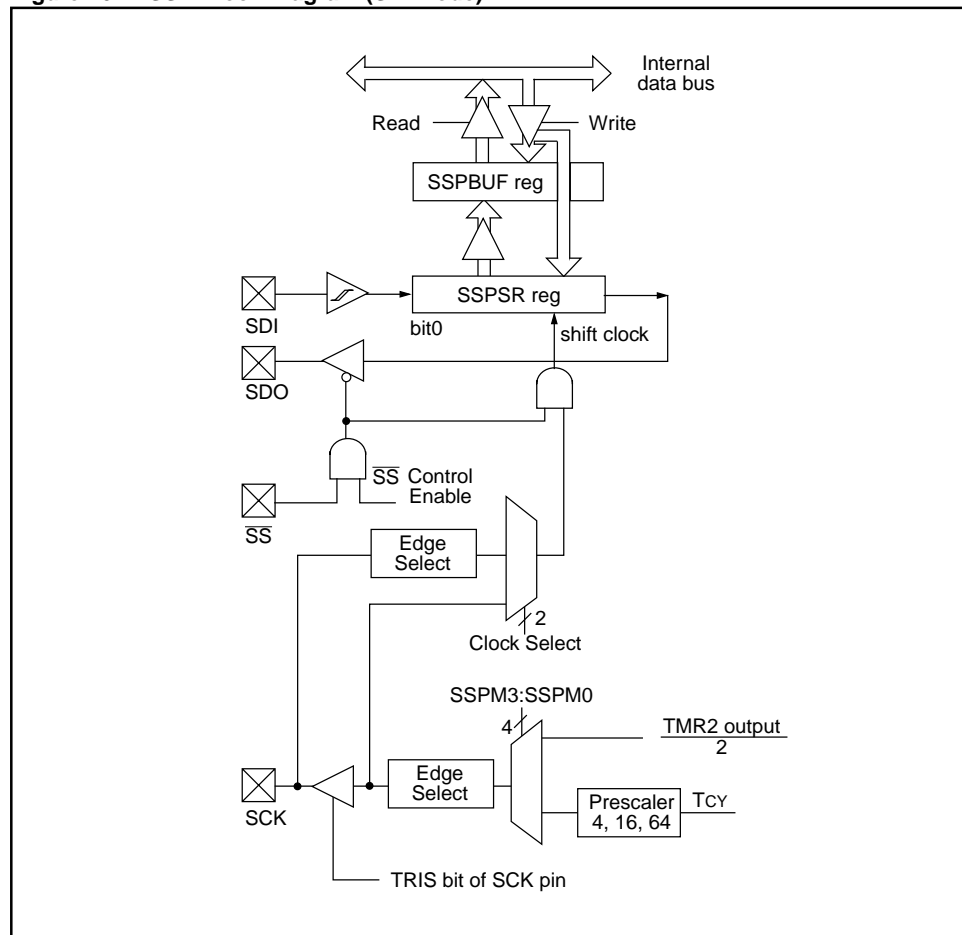 Internal
data bus
Read
Write
SSPBUF reg
SSPSR reg
SDI
bit0
shift clock
SDO
SS Control
Enable
SS
Edge
Select
2
Clock Select
SSPM3:SSPM0
4
TMR2 output
2
Edge
Select
Prescaler
4, 16, 64
TCY
SCK
TRIS bit of SCK pin